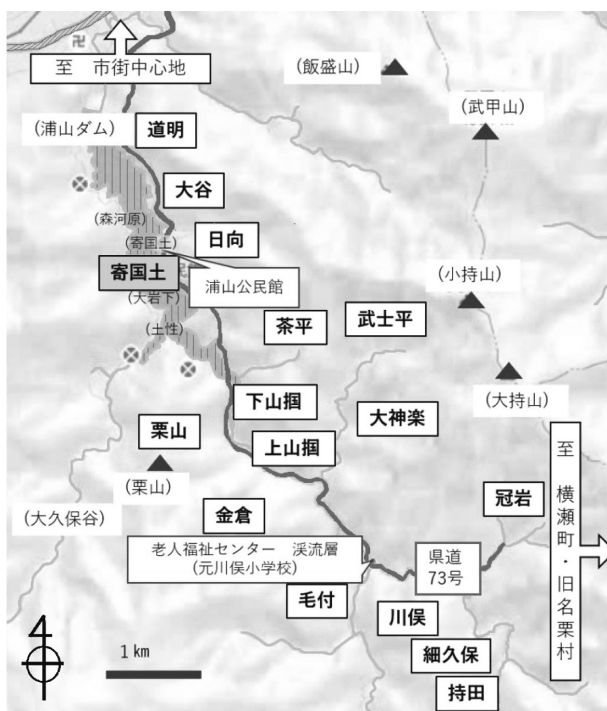 至 市街中心地
(飯盛山)
(武甲山)
(浦山ダム)
道明
大谷
(森河原)
(寄国土)
日向
寄国土
浦山公民館
(大岩下)
(小持山)
(土性)
茶平
武士平
(大持山)
下山掴
大神楽
栗山
上山掴
(栗山)
冠岩
至 横瀬町・旧名栗村
(大久保谷)
金倉
老人福祉センター 渓流層
(元川俣小学校)
県道
73号
毛付
川俣
細久保
持田
4
1km